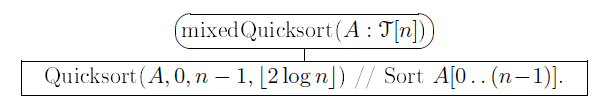 mixedQuicksort(A : 𝒯[n])
Quicksort(A, 0, n − 1, ⌊2 log n⌋) // Sort A[0 . . (n−1)].